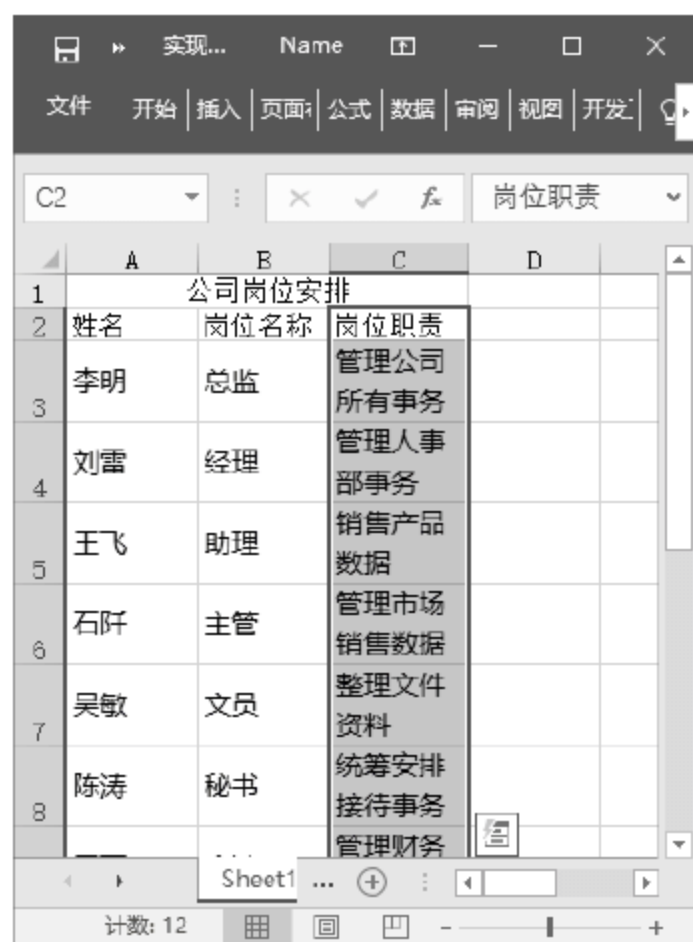 实现... Name
文件 开始 插入 页面 公式 数据 审阅 视图 开发
C2 fx 岗位职责
A B C D
1 公司岗位安排
2 姓名 岗位名称 岗位职责
管理公司
3 李明 总监 所有事务
管理人事
4 刘雷 经理 部事务
销售产品
5 王飞 助理 数据
管理市场
6 石阡 主管 销售数据
整理文件
7 吴敏 文员 资料
统筹安排
8 陈涛 秘书 接待事务
管理财务
Sheet1 ...
计数: 12